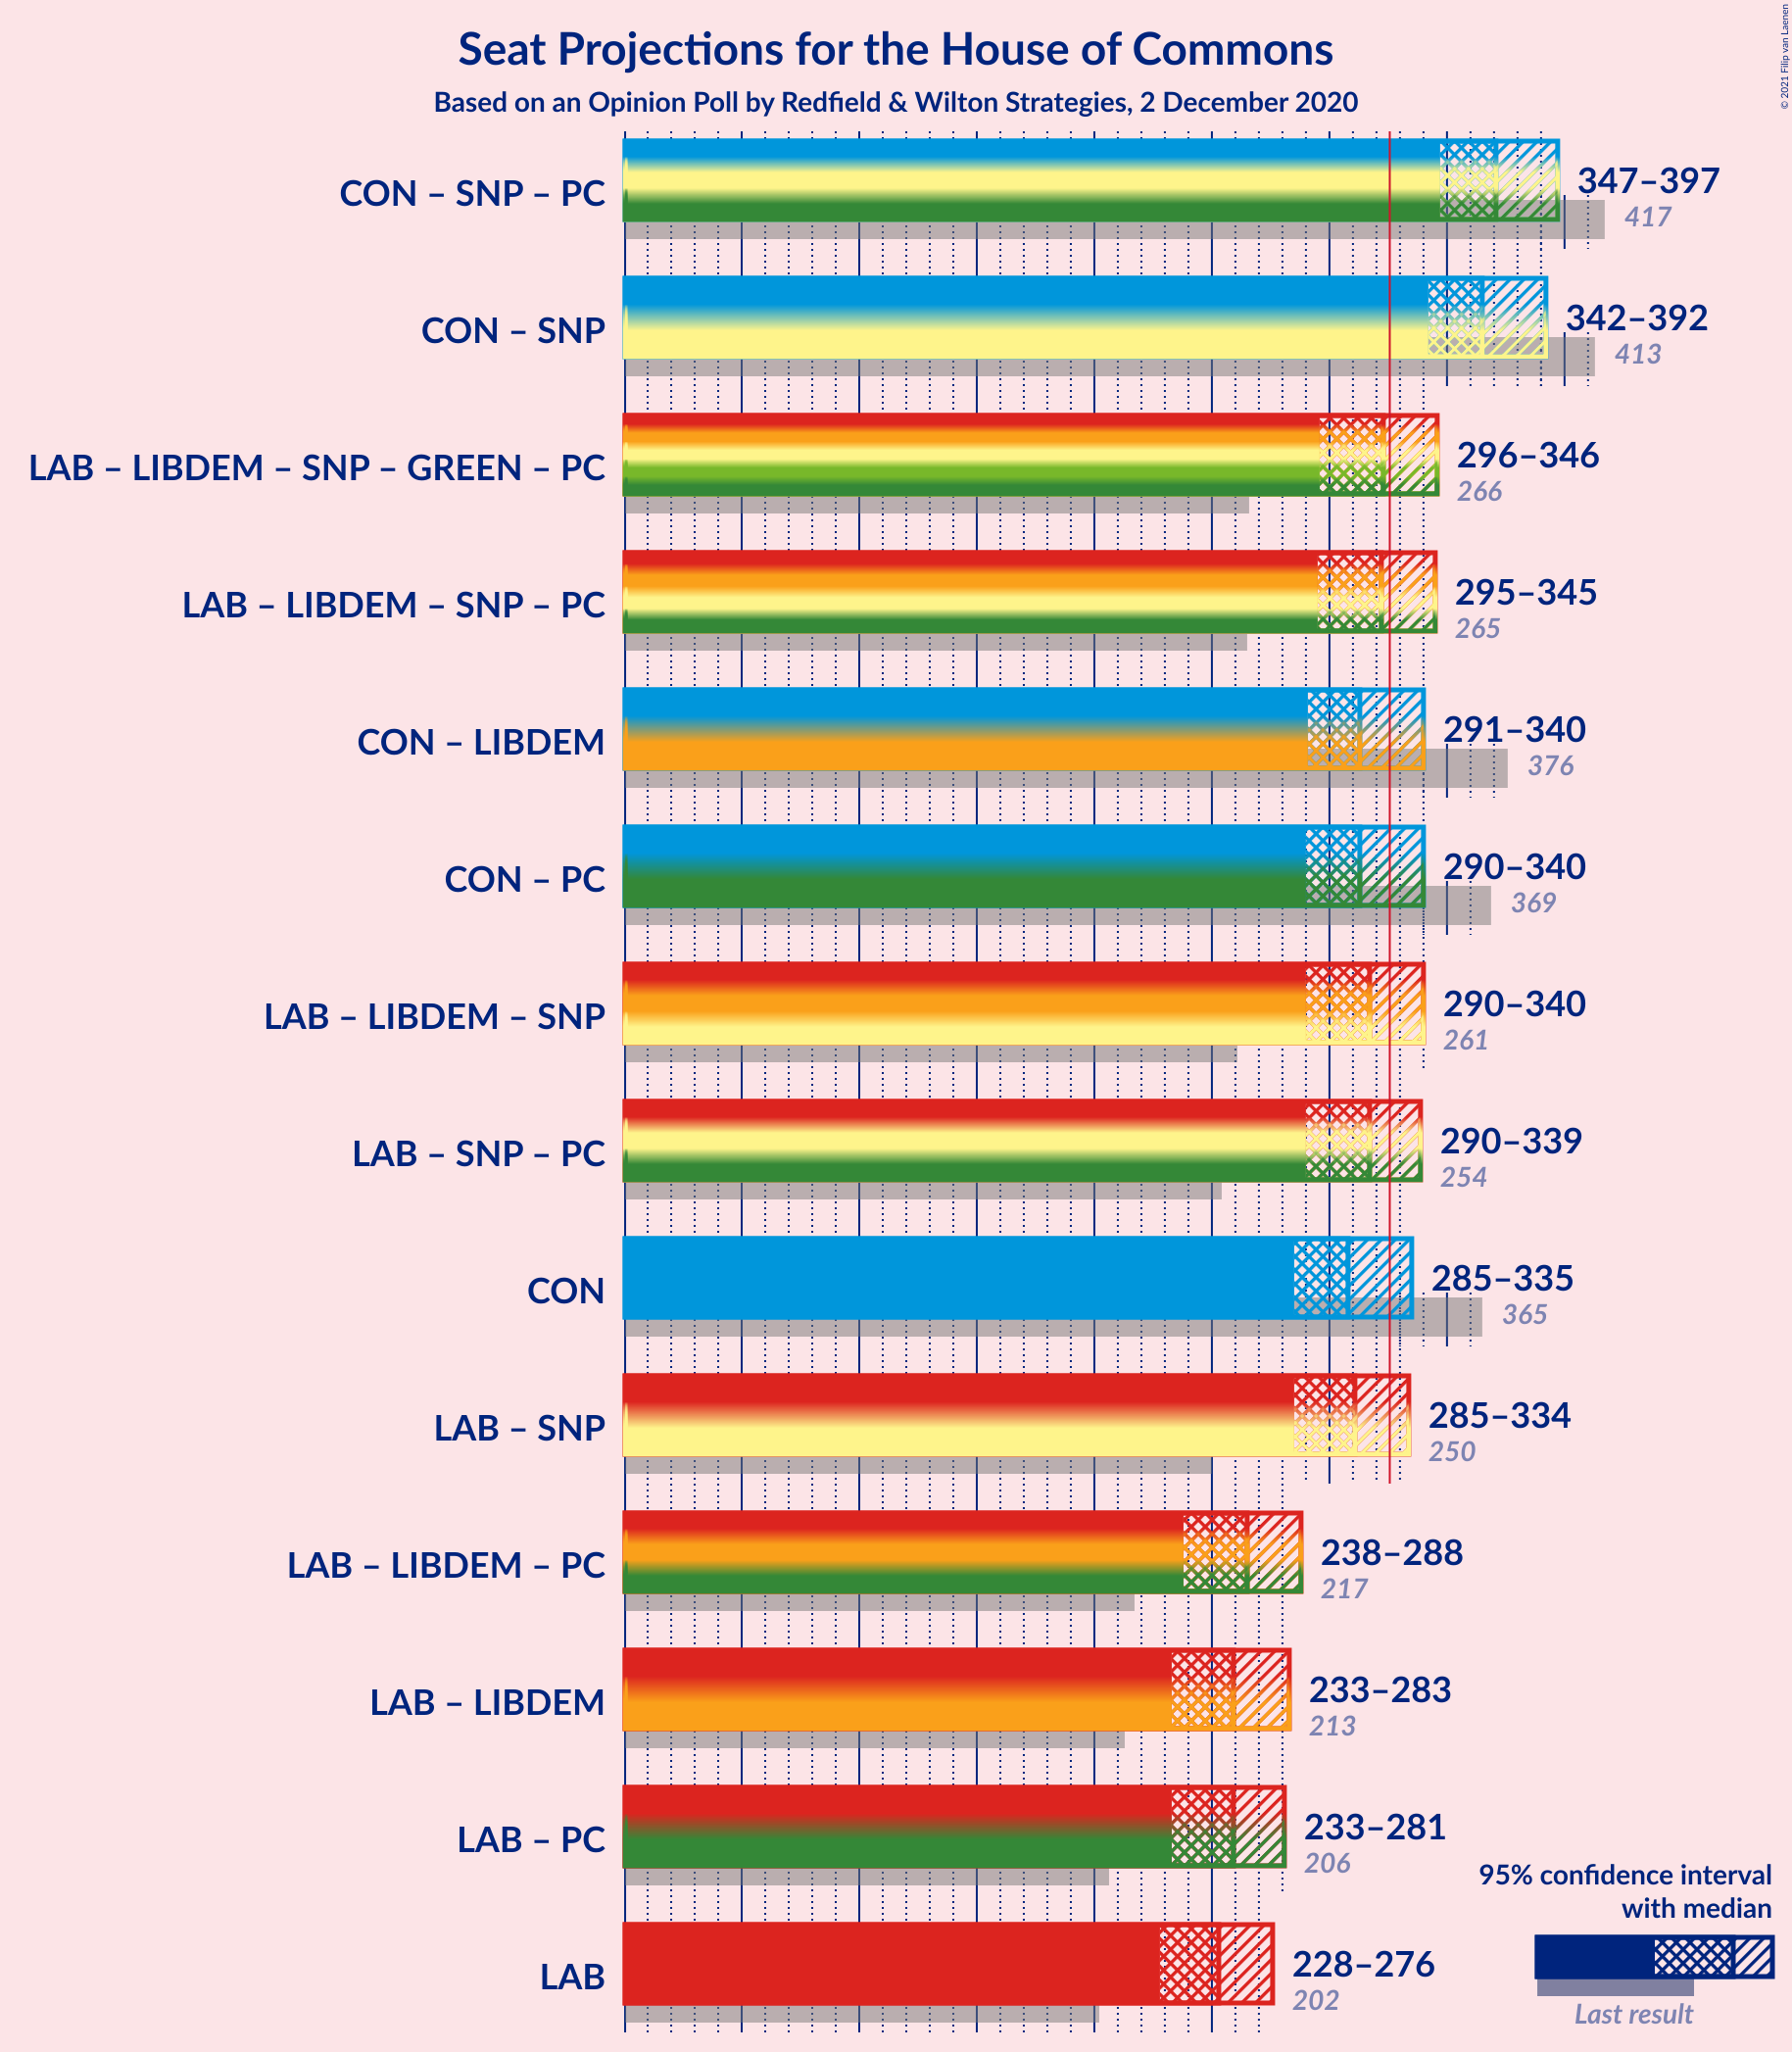 Seat Projections for the House of Commons
Based on an Opinion Poll by Redfield & Wilton Strategies, 2 December 2020
© 2021 Filip van Laenen
CON – SNP – PC
347–397
417
CON – SNP
342–392
413
LAB – LIBDEM – SNP – GREEN – PC
296–346
266
LAB – LIBDEM – SNP – PC
295–345
265
CON – LIBDEM
291–340
376
CON – PC
290–340
369
LAB – LIBDEM – SNP
290–340
261
LAB – SNP – PC
290–339
254
CON
285–335
365
LAB – SNP
285–334
250
LAB – LIBDEM – PC
238–288
217
LAB – LIBDEM
233–283
213
LAB – PC
233–281
206
LAB
228–276
202
95% confidence interval
with median
Last result